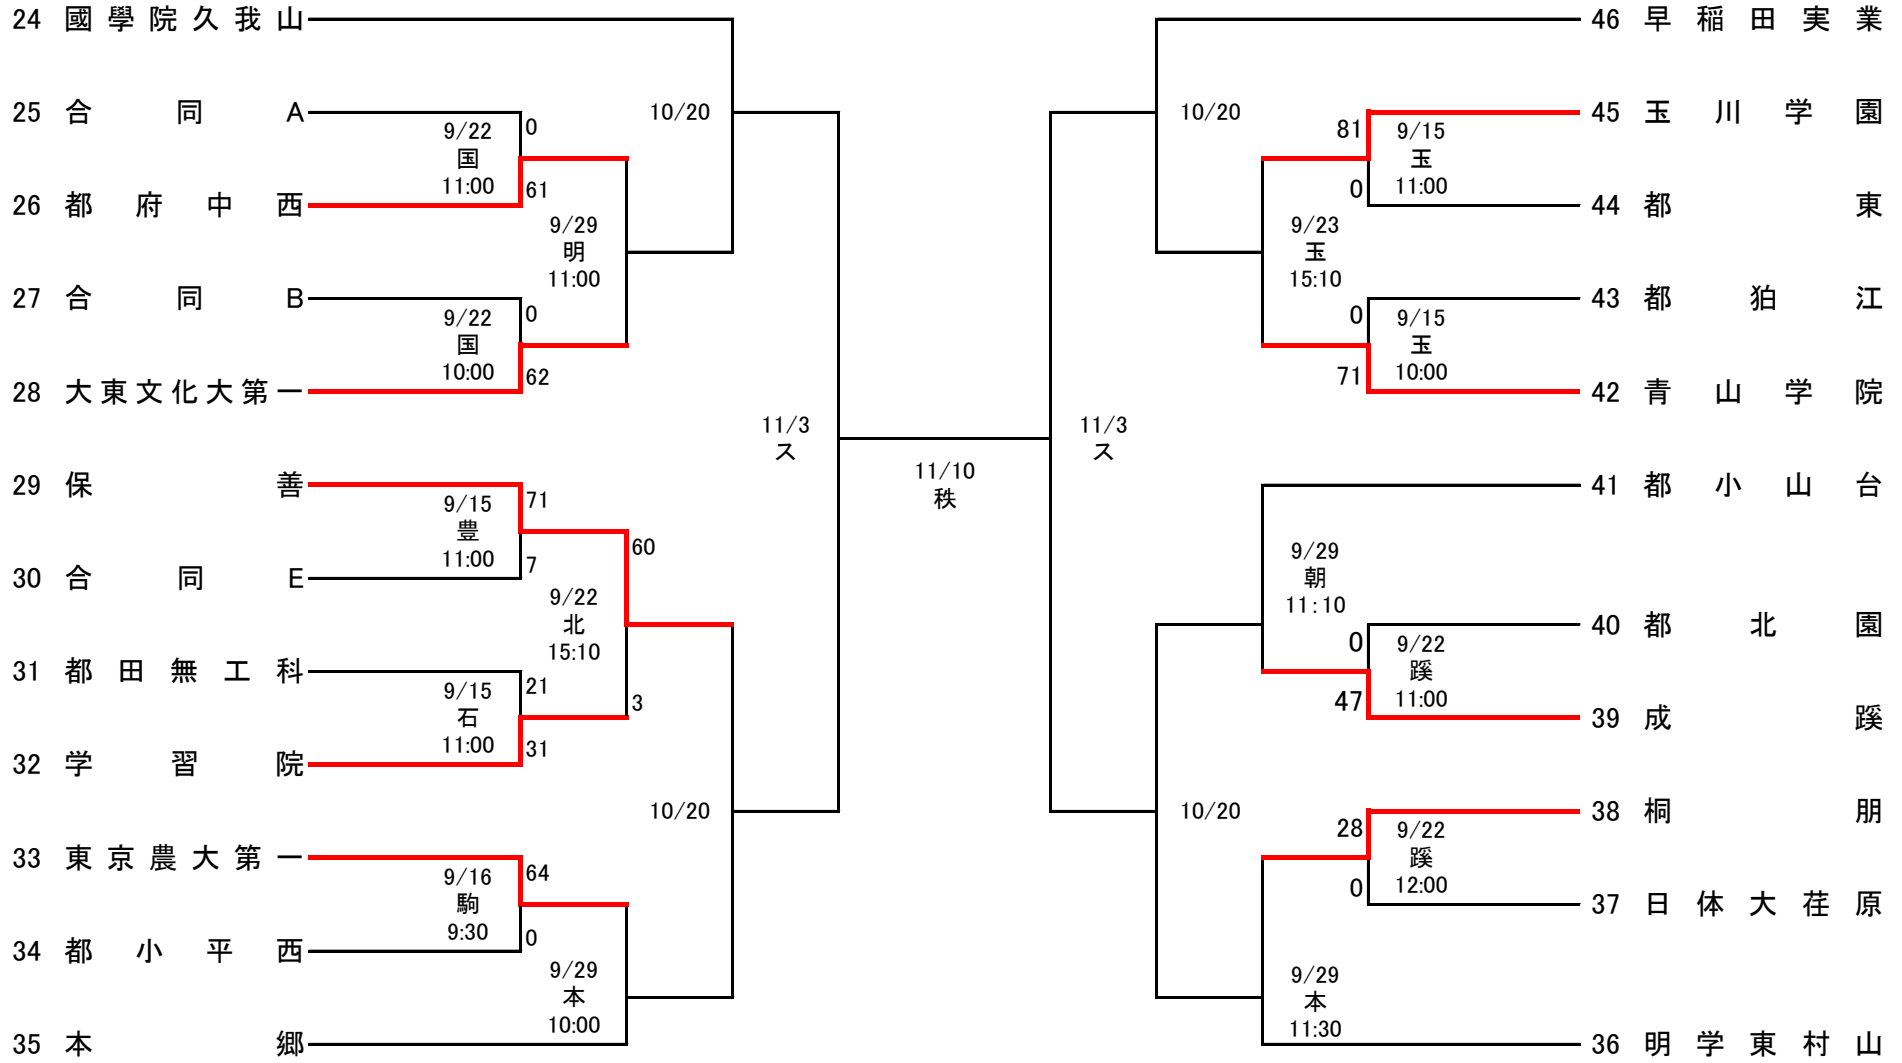 24 國學院久我山
25 合同A
26 都府中西
27 合同B
28 大東文化大第一
29 保善
30 合同E
31 都田無工科
32 学習院
33 東京農大第一
34 都小平西
35 本郷
9/22
国
11:00
0
61
9/22
国
10:00
0
62
9/15
豊
11:00
71
7
9/15
石
11:00
21
31
9/16
駒
9:30
64
0
9/29
明
11:00
9/22
北
15:10
60
3
9/29
本
10:00
10/20
10/20
11/3
ス
11/10
秩
11/3
ス
10/20
10/20
9/23
玉
15:10
9/29
朝
11:10
9/29
本
11:30
81
0
9/15
玉
11:00
0
71
9/15
玉
10:00
0
47
9/22
蹊
11:00
28
0
9/22
蹊
12:00
46 早稲田実業
45 玉川学園
44 都東
43 都狛江
42 青山学院
41 都小山台
40 都北園
39 成蹊
38 桐朋
37 日体大荏原
36 明学東村山